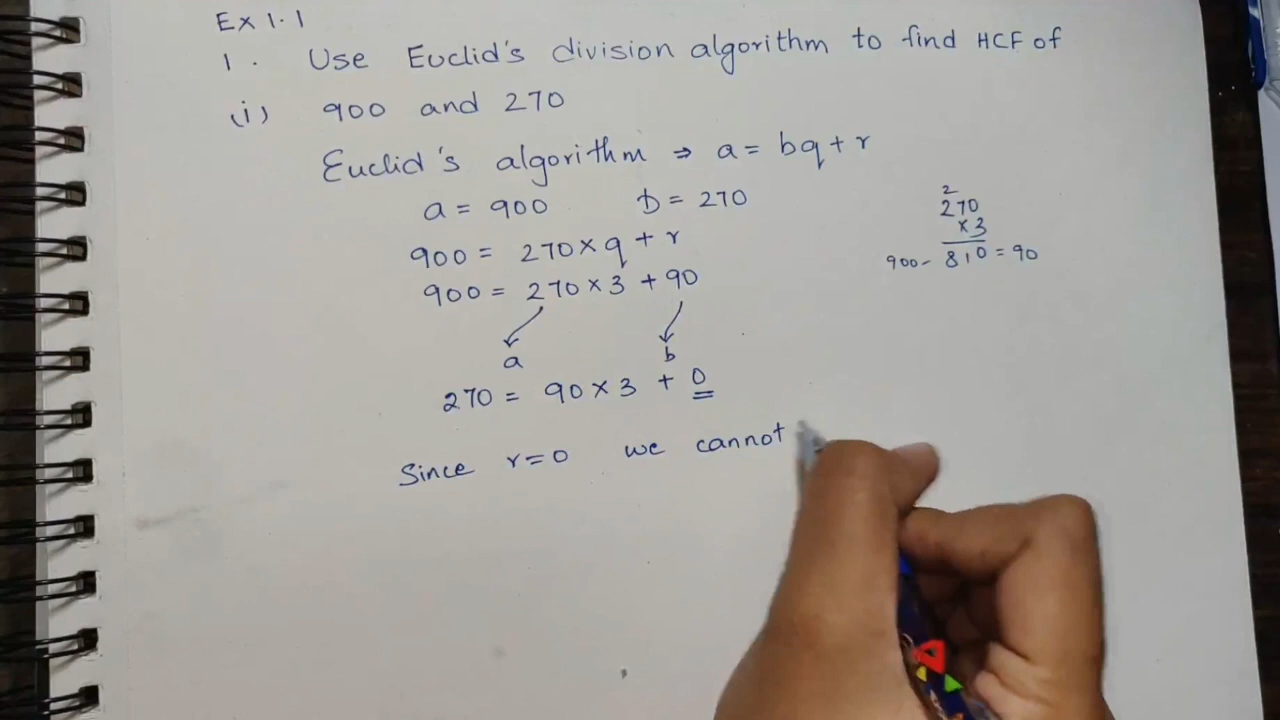 Ex 1.1
1. Use Euclid's division algorithm to find HCF of
(i) 900 and 270
Euclid's algorithm ⇒ a = bq + r
a = 900 b = 270
900 = 270 × q + r
900 = 270 × 3 + 90
a b
270 = 90 × 3 + 0
Since r = 0 we cannot
2
270
× 3
900 - 810 = 90